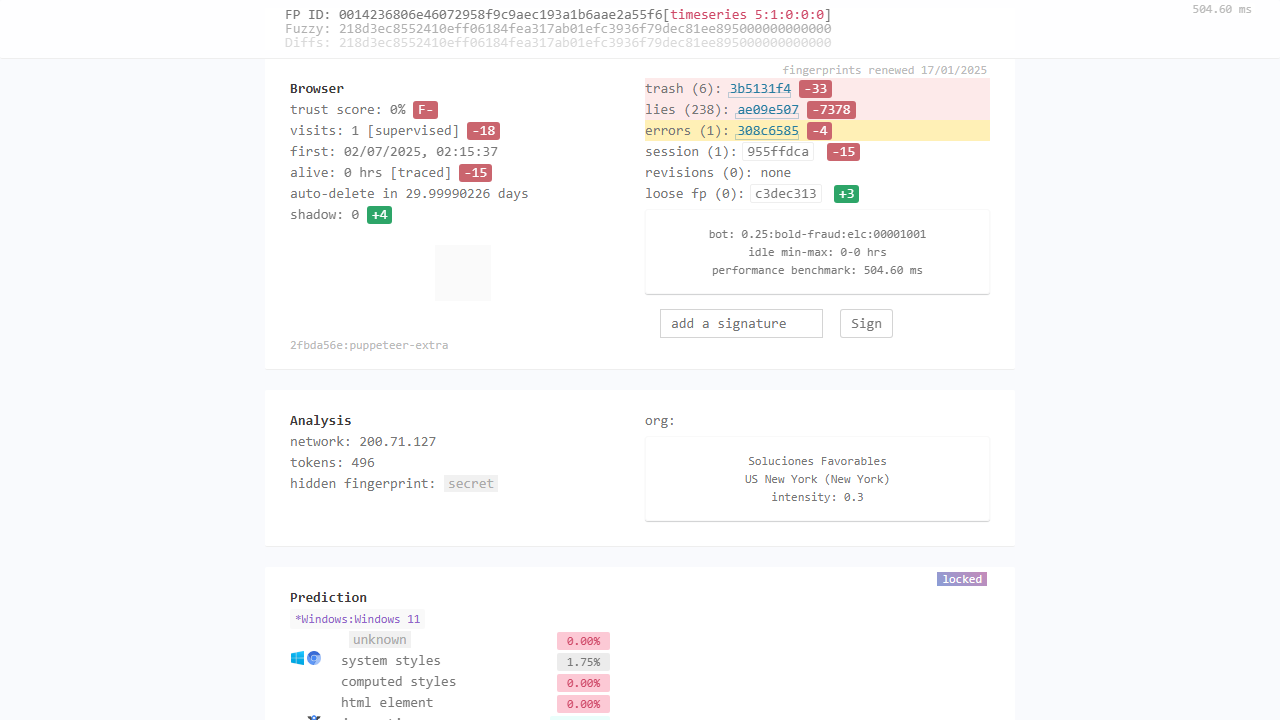 504.60 ms
FP ID: 0014236806e46072958f9c9aec193a1b6aae2a55f6[timeseries 5:1:0:0:0]
Fuzzy: 218d3ec8552410eff06184fea317ab01efc3936f79dec81ee895000000000000
Diffs: 218d3ec8552410eff06184fea317ab01efc3936f79dec81ee895000000000000
fingerprints renewed 17/01/2025
Browser
trust score: 0% F-
visits: 1 [supervised] -18
first: 02/07/2025, 02:15:37
alive: 0 hrs [traced] -15
auto-delete in 29.99990226 days
shadow: 0 +4
2fbda56e:puppeteer-extra
trash (6): 3b5131f4 -33
lies (238): ae09e507 -7378
errors (1): 308c6585 -4
session (1): 955ffdca -15
revisions (0): none
loose fp (0): c3dec313 +3
bot: 0.25:bold-fraud:elc:00001001
idle min-max: 0-0 hrs
performance benchmark: 504.60 ms
add a signature Sign
Analysis
network: 200.71.127
tokens: 496
hidden fingerprint: secret
org:
Soluciones Favorables
US New York (New York)
intensity: 0.3
locked
Prediction
*Windows:Windows 11
unknown 0.00%
system styles 1.75%
computed styles 0.00%
html element 0.00%